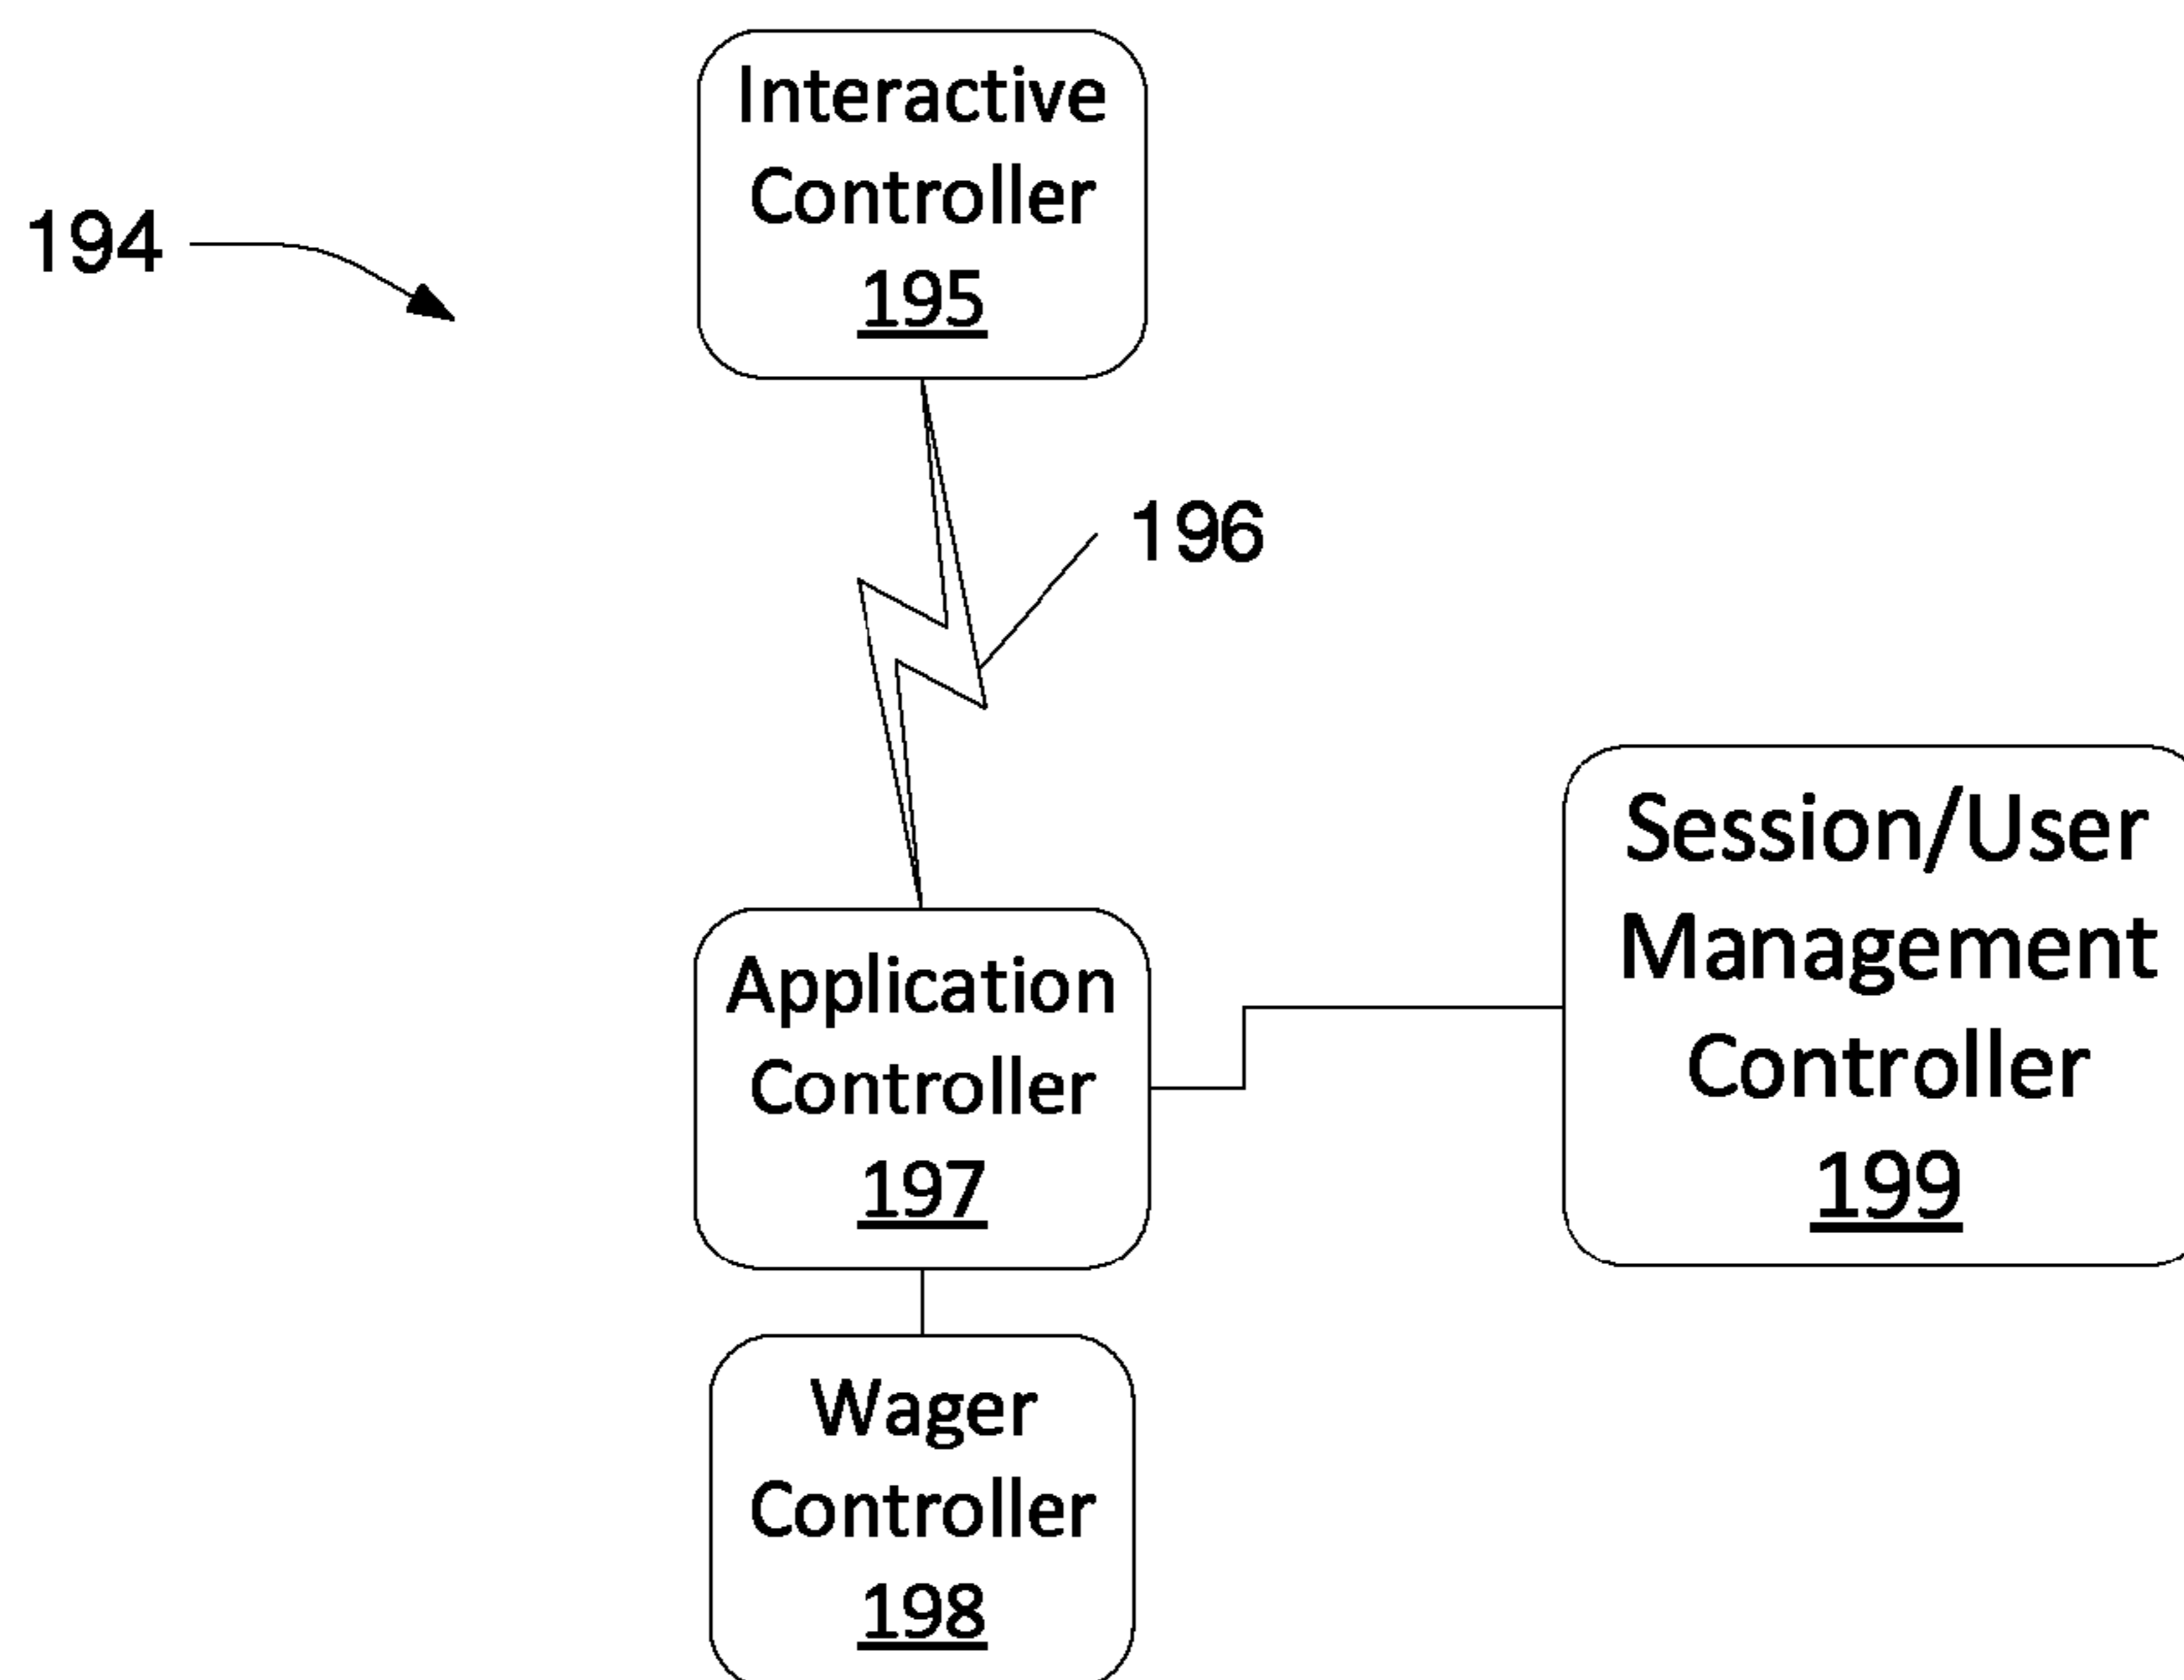 Interactive
Controller
195
194
196
Application
Controller
197
Session/User
Management
Controller
199
Wager
Controller
198